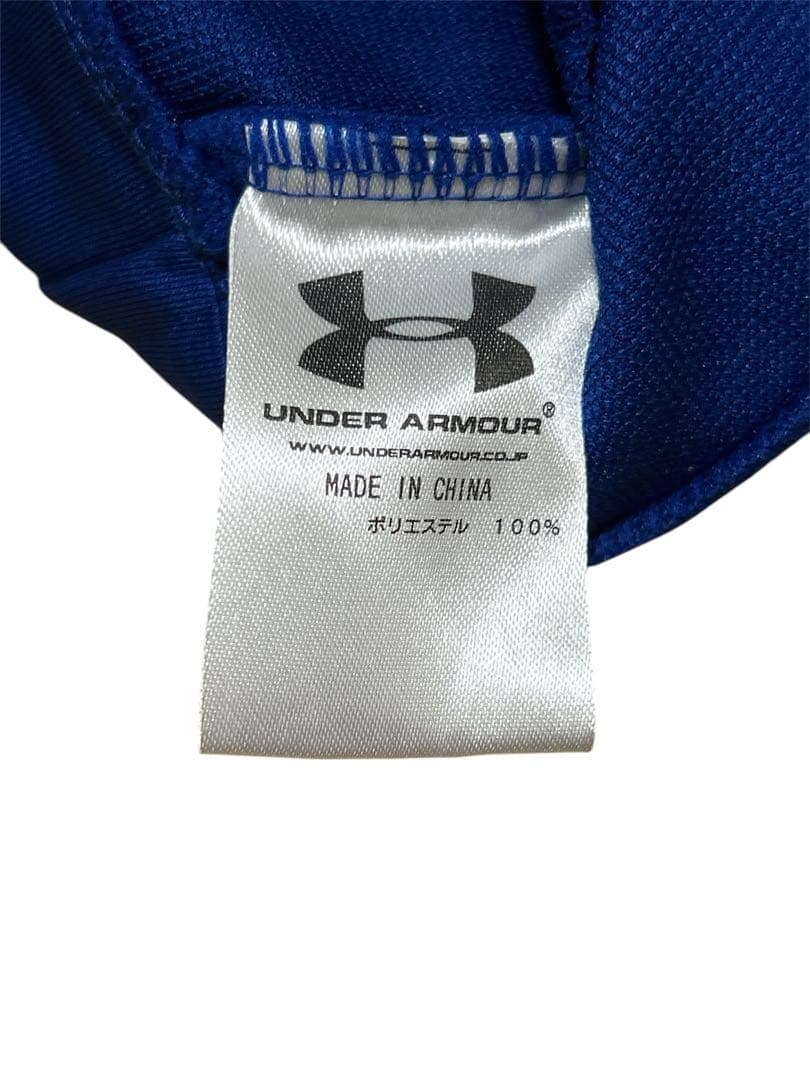 UNDER ARMOUR®
WWW.UNDERARMOUR.CO.JP
MADE IN CHINA
ポリエステル 100%